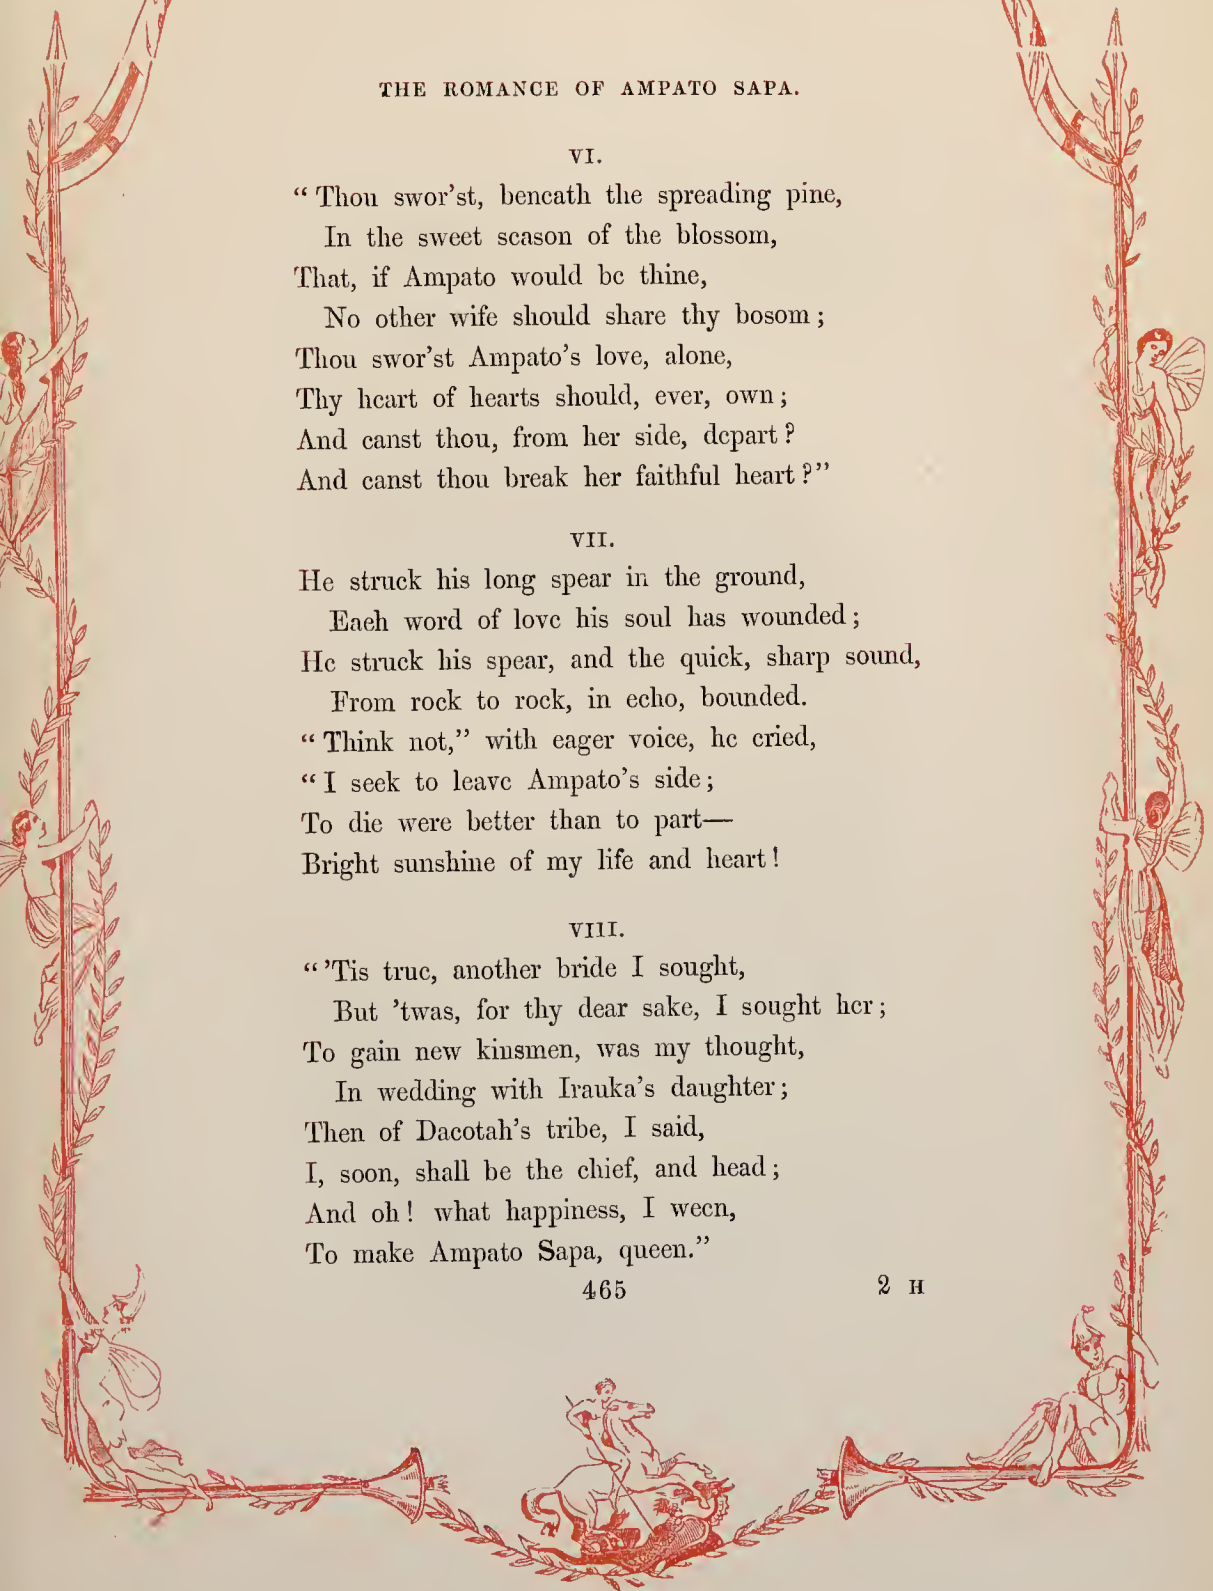 THE ROMANCE OF AMPATO SAPA.
VI.
“Thou swor’st, beneath the spreading pine,
In the sweet season of the blossom,
That, if Ampato would be thine,
No other wife should share thy bosom;
Thou swor’st Ampato’s love, alone,
Thy heart of hearts should, ever, own;
And canst thou, from her side, depart?
And canst thou break her faithful heart?”
VII.
He struck his long spear in the ground,
Each word of love his soul has wounded;
He struck his spear, and the quick, sharp sound,
From rock to rock, in echo, bounded.
“Think not,” with eager voice, he cried,
“I seek to leave Ampato’s side;
To die were better than to part—
Bright sunshine of my life and heart!
VIII.
“’Tis true, another bride I sought,
But ’twas, for thy dear sake, I sought her;
To gain new kinsmen, was my thought,
In wedding with Irauka’s daughter;
Then of Dacotah’s tribe, I said,
I, soon, shall be the chief, and head;
And oh! what happiness, I ween,
To make Ampato Sapa, queen.”
465 2 H